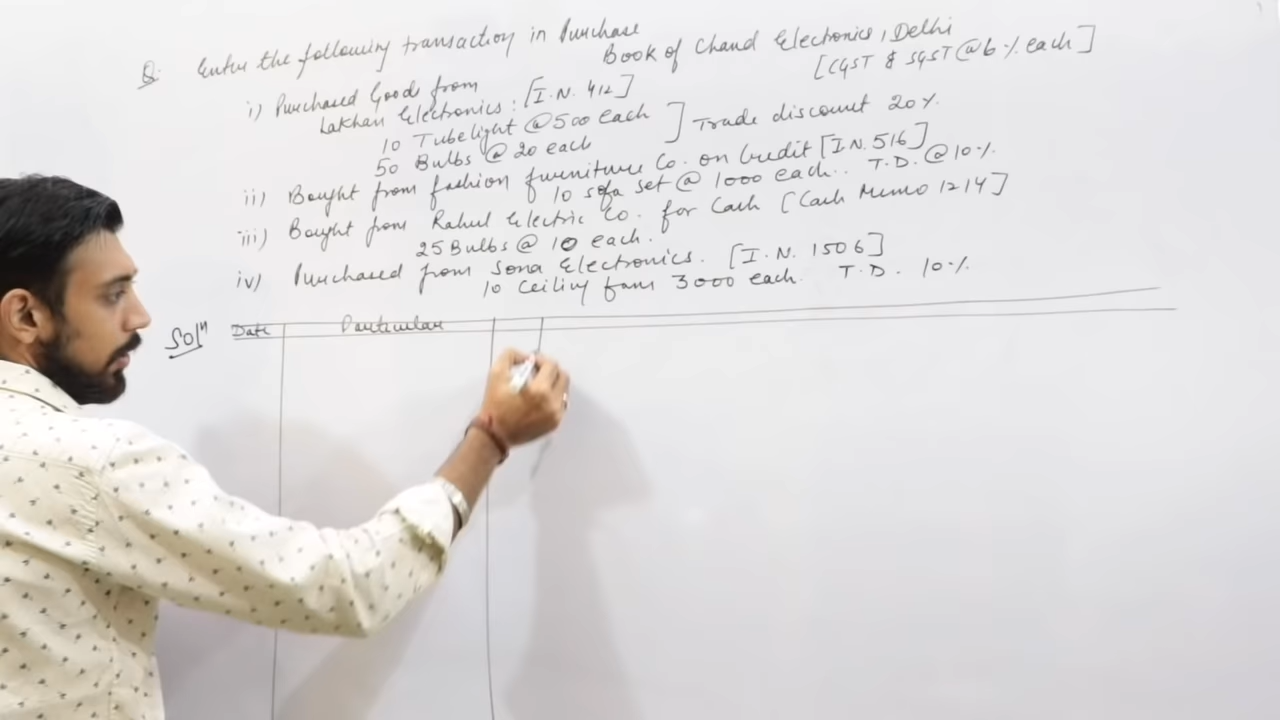 Q. Enter the following transaction in Purchase
Book of Chand Electronics, Delhi
[CGST & SGST @ 6% each]
i) Purchased Goods from
Lakhan Electronics: [I.N. 412]
10 Tubelight @ 500 each ] Trade discount 20%
50 Bulbs @ 20 each
ii) Bought from fashion furniture Co. on Credit [I.N. 516]
10 sofa set @ 1000 each.. T.D. @ 10%.
iii) Bought from Rahul Electric Co. for Cash [Cash Memo 1214]
25 Bulbs @ 10 each.
iv) Purchased from Sona Electronics. [I.N. 1506]
10 Ceiling fans 3000 each. T.D. 10%
Solⁿ
Date Particular